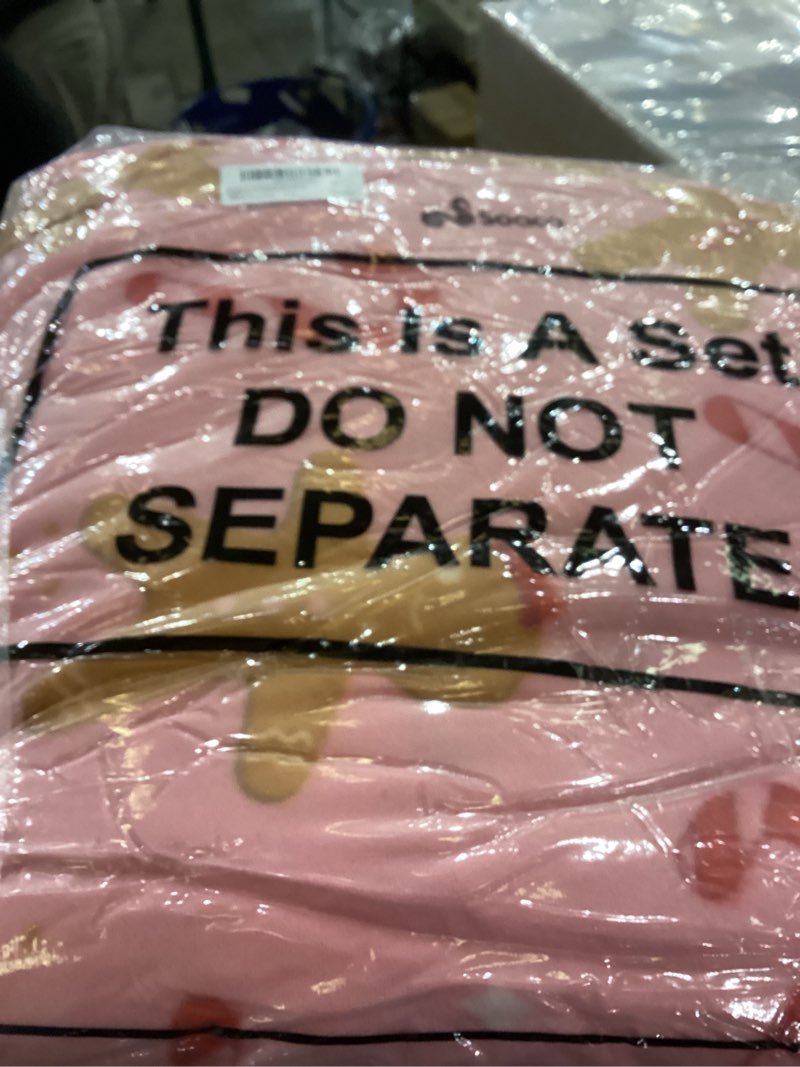 This Is A Set
DO NOT
SEPARATE